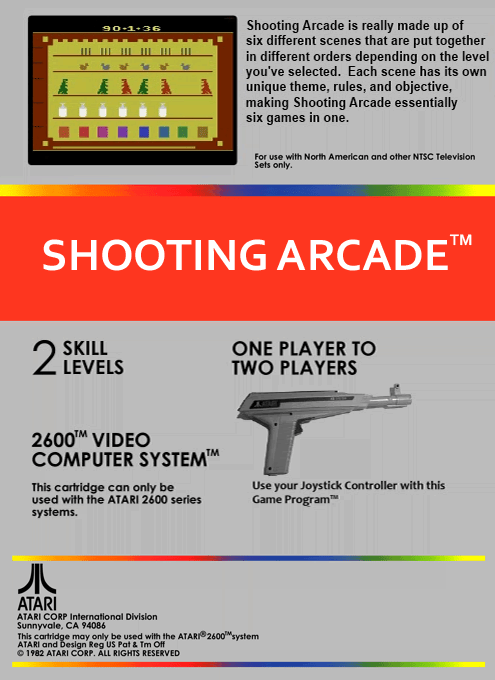 90-1-36
Shooting Arcade is really made up of
six different scenes that are put together
in different orders depending on the level
you've selected.  Each scene has its own
unique theme, rules, and objective,
making Shooting Arcade essentially
six games in one.
For use with North American and other NTSC Television
Sets only.
SHOOTING ARCADE™
2 SKILL
LEVELS
ONE PLAYER TO
TWO PLAYERS
2600™ VIDEO
COMPUTER SYSTEM™
This cartridge can only be
used with the ATARI 2600 series
systems.
Use your Joystick Controller with this
Game Program™
ATARI
ATARI CORP International Division
Sunnyvale, CA 94086
This cartridge may only be used with the ATARI®2600™system
ATARI and Design Reg US Pat & Tm Off
© 1982 ATARI CORP. ALL RIGHTS RESERVED